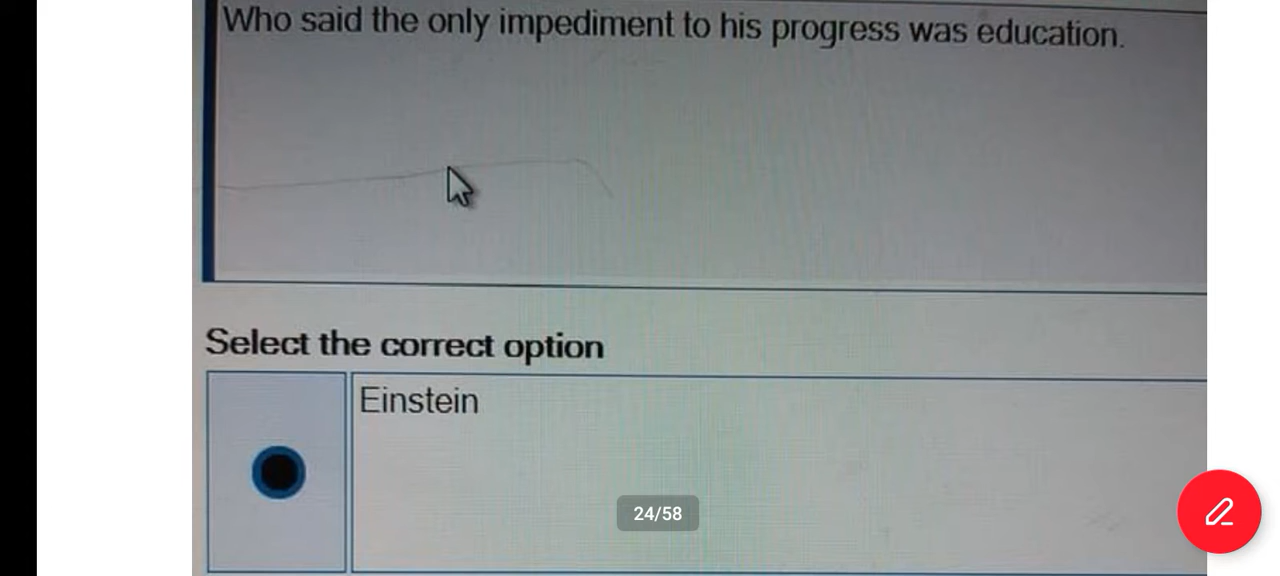 Who said the only impediment to his progress was education.
Select the correct option
Einstein
24/58